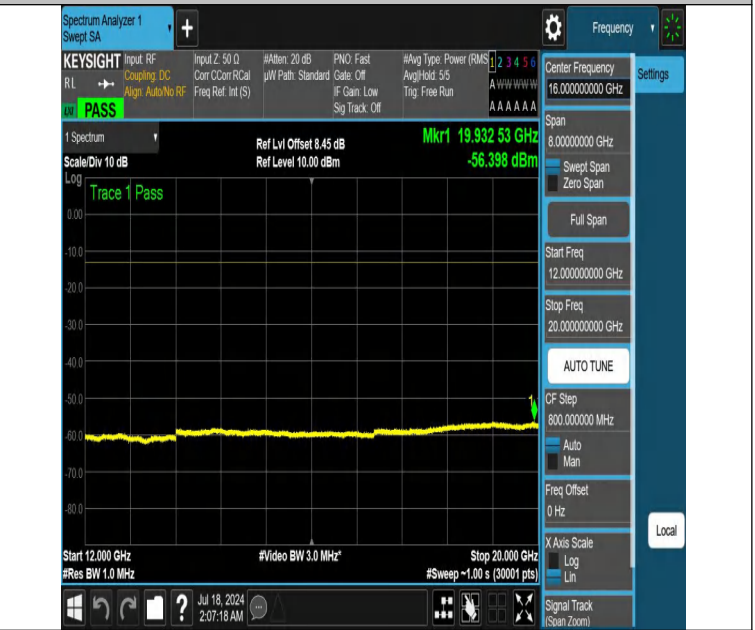 Spectrum Analyzer 1
Swept SA
+
Frequency
KEYSIGHT
RL
PASS
Input: RF
Coupling: DC
Align: Auto/No RF
Input Z: 50 Ω
Corr CCorr RCal
Freq Ref: Int (S)
#Atten: 20 dB
µW Path: Standard
PNO: Fast
Gate: Off
IF Gain: Low
Sig Track: Off
#Avg Type: Power (RMS
Avg|Hold: 5/5
Trig: Free Run
1 2 3 4 5 6
A W W W W W
A A A A A A
1 Spectrum
Scale/Div 10 dB
Ref Lvl Offset 8.45 dB
Ref Level 10.00 dBm
Mkr1 19.932 53 GHz
-56.398 dBm
Log
Trace 1 Pass
0.00
-10.0
-20.0
-30.0
-40.0
-50.0
-60.0
-70.0
-80.0
1
Start 12.000 GHz
#Res BW 1.0 MHz
#Video BW 3.0 MHz*
Stop 20.000 GHz
#Sweep ~1.00 s (30001 pts)
?
Jul 18, 2024
2:07:18 AM
Center Frequency
16.000000000 GHz
Settings
Span
8.00000000 GHz
Swept Span
Zero Span
Full Span
Start Freq
12.000000000 GHz
Stop Freq
20.000000000 GHz
AUTO TUNE
CF Step
800.000000 MHz
Auto
Man
Freq Offset
0 Hz
X Axis Scale
Log
Lin
Local
Signal Track
(Span Zoom)